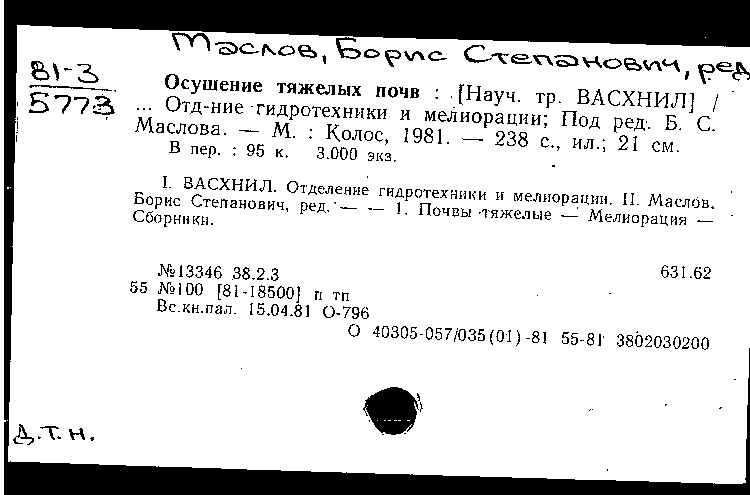 Маслов, Борис Степанович, ред
81-3
5773
Осушение тяжелых почв : [Науч. тр. ВАСХНИЛ] /
... Отд-ние гидротехники и мелиорации; Под ред. Б. С.
Маслова. — М. : Колос, 1981. — 238 с., ил.; 21 см.
В пер. : 95 к. 3.000 экз.
I. ВАСХНИЛ. Отделение гидротехники и мелиорации. II. Маслов,
Борис Степанович, ред. — — 1. Почвы тяжелые — Мелиорация —
Сборники.
№13346 38.2.3 631.62
55 №100 [81-18500] п тп
Вс.кн.пал. 15.04.81 О-796
О 40305-057/035(01)-81 55-81 3802030200
Д.Т.Н.